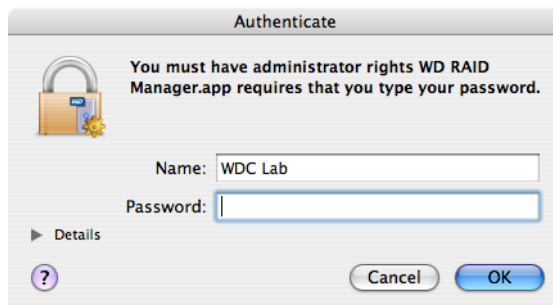 Authenticate
You must have administrator rights WD RAID
Manager.app requires that you type your password.
WD
Name: WDC Lab
Password:
Details
? Cancel OK